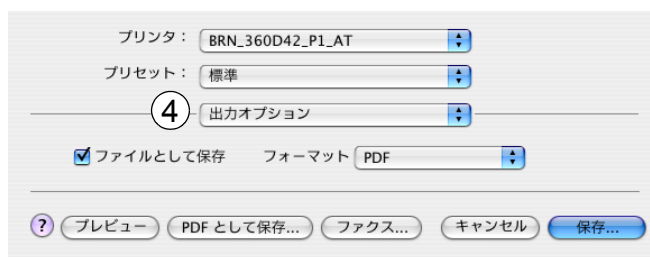 プリンタ： BRN_360D42_P1_AT
プリセット： 標準
4 出力オプション
ファイルとして保存 フォーマット PDF
? プレビュー PDF として保存... ファクス... キャンセル 保存...